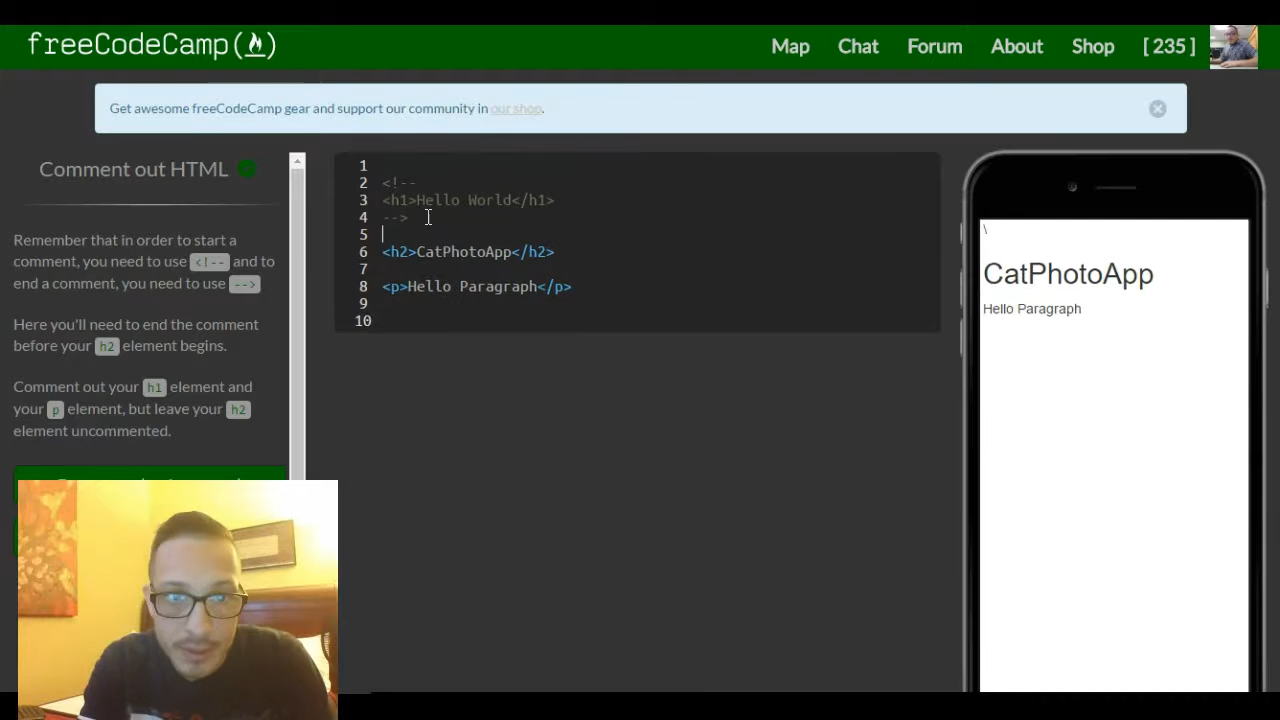 freeCodeCamp
Map
Chat
Forum
About
Shop
[ 235 ]
Get awesome freeCodeCamp gear and support our community in our shop.
Comment out HTML
Remember that in order to start a
comment, you need to use <!-- and to
end a comment, you need to use -->
Here you'll need to end the comment
before your h2 element begins.
Comment out your h1 element and
your p element, but leave your h2
element uncommented.
1
2 <!--
3 <h1>Hello World</h1>
4 -->
5
6 <h2>CatPhotoApp</h2>
7
8 <p>Hello Paragraph</p>
9
10
\
CatPhotoApp
Hello Paragraph